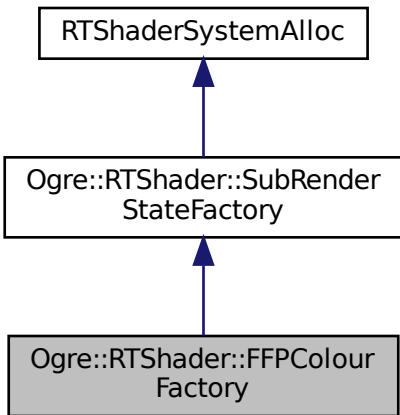 RTShaderSystemAlloc
Ogre::RTShader::SubRender
StateFactory
Ogre::RTShader::FFPColour
Factory